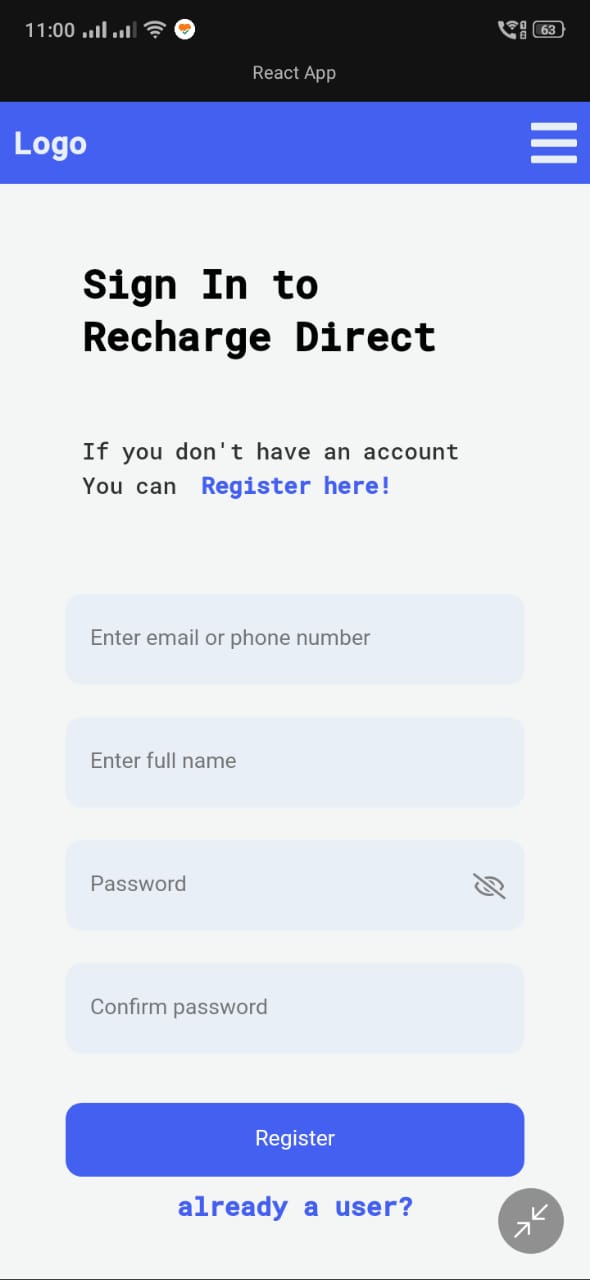 11:00
63
React App
Logo
Sign In to
Recharge Direct
If you don't have an account
You can Register here!
Enter email or phone number
Enter full name
Password
Confirm password
Register
already a user?